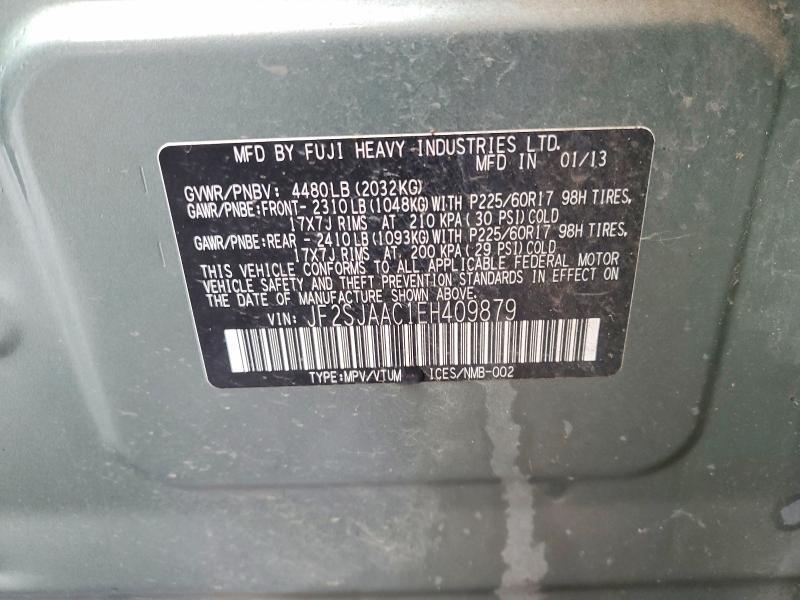 MFD BY FUJI HEAVY INDUSTRIES LTD.
MFD IN 01/13
GVWR/PNBV: 4480LB(2032KG)
GAWR/PNBE:FRONT- 2310LB(1048KG)WITH P225/60R17 98H TIRES,
17X7J RIMS AT 210 KPA(30 PSI)COLD
GAWR/PNBE:REAR - 2410LB(1093KG)WITH P225/60R17 98H TIRES,
17X7J RIMS AT 200 KPA(29 PSI)COLD
THIS VEHICLE CONFORMS TO ALL APPLICABLE FEDERAL MOTOR
VEHICLE SAFETY AND THEFT PREVENTION STANDARDS IN EFFECT ON
THE DATE OF MANUFACTURE SHOWN ABOVE.
VIN: JF2SJAAC1EH409879
TYPE:MPV/VTUM ICES/NMB-002